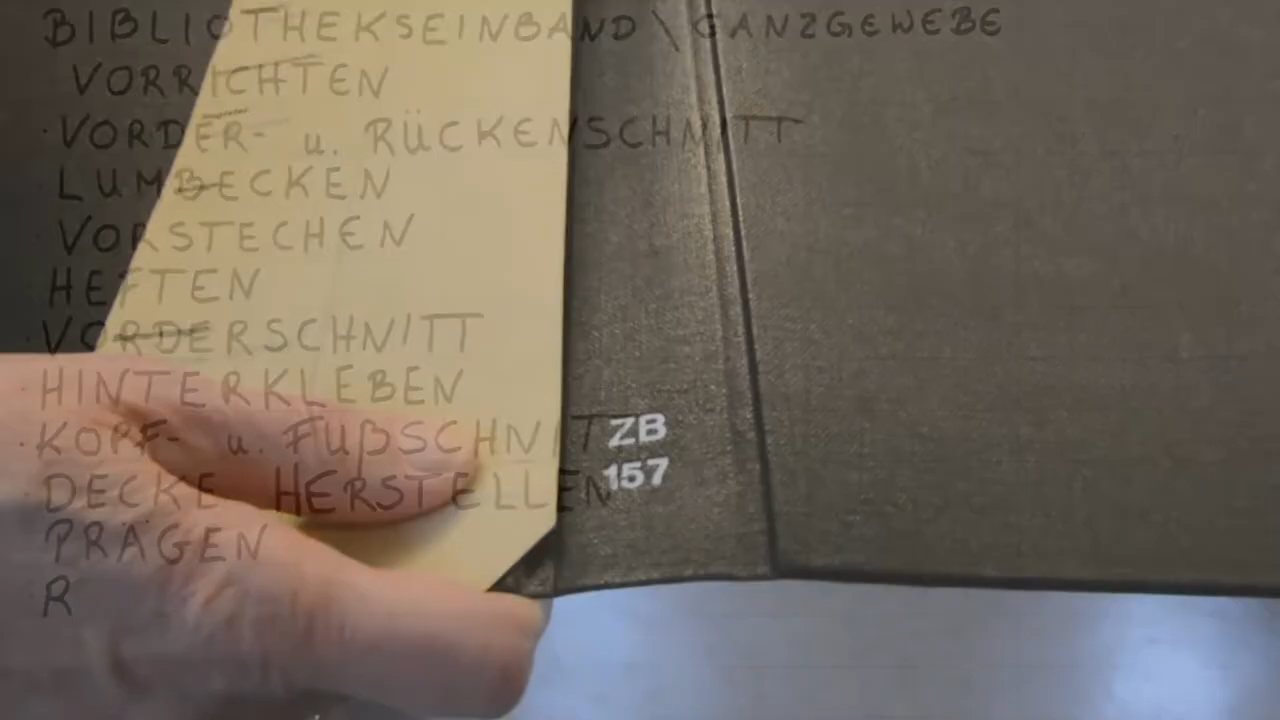 BIBLIOTHEKSEINBAND \ GANZGEWEBE
VORRICHTEN
·VORDER- u. RÜCKENSCHNITT
LUMBECKEN
VORSTECHEN
HEFTEN
·VORDERSCHNITT
HINTERKLEBEN
·KOPF- u. FUßSCHNITT
DECKE HERSTELLEN
PRÄGEN
R
ZB
157